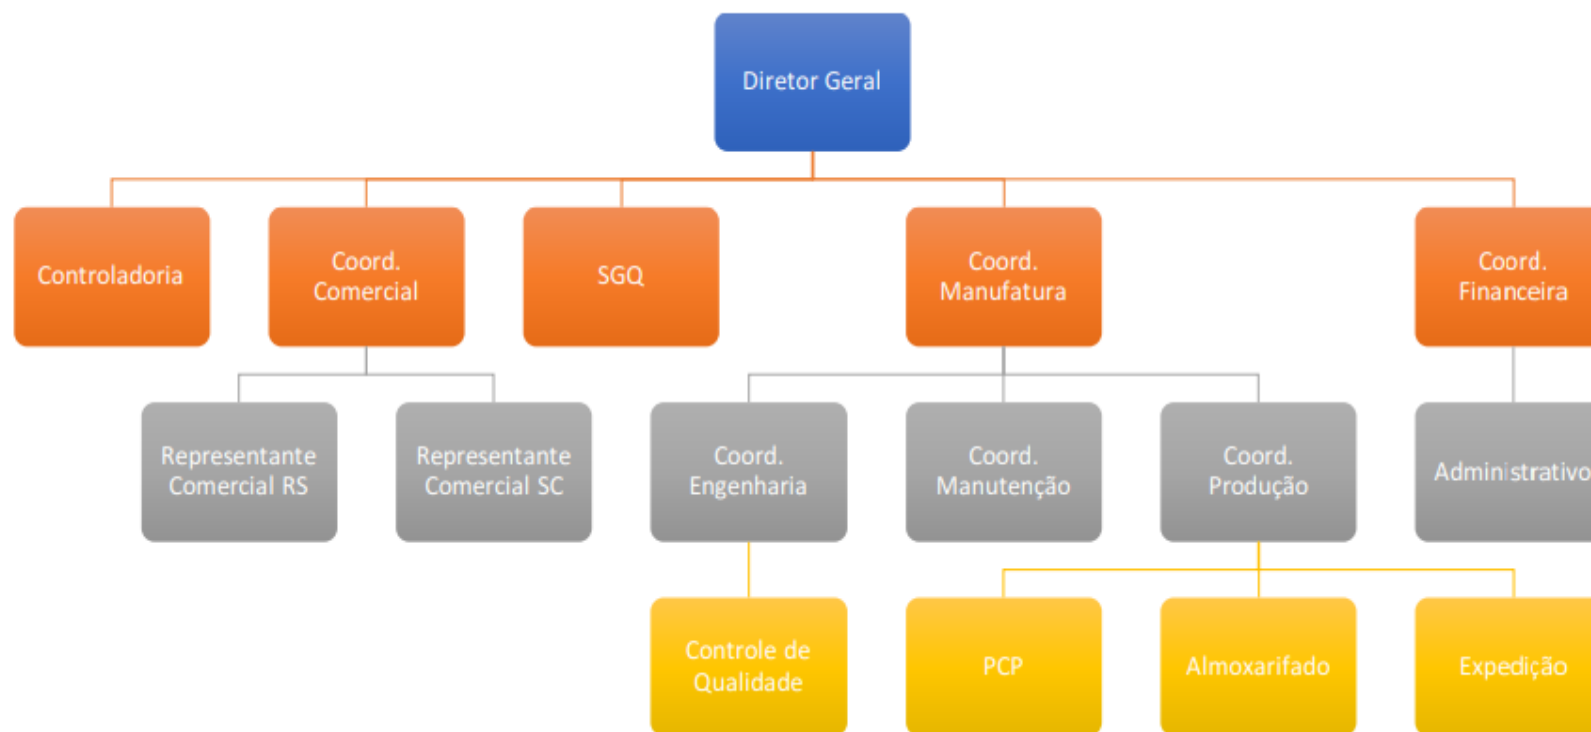 Diretor Geral
Controladoria
Coord.
Comercial
SGQ
Coord.
Manufatura
Coord.
Financeira
Representante
Comercial RS
Representante
Comercial SC
Coord.
Engenharia
Coord.
Manutenção
Coord.
Produção
Administrativo
Controle de
Qualidade
PCP
Almoxarifado
Expedição